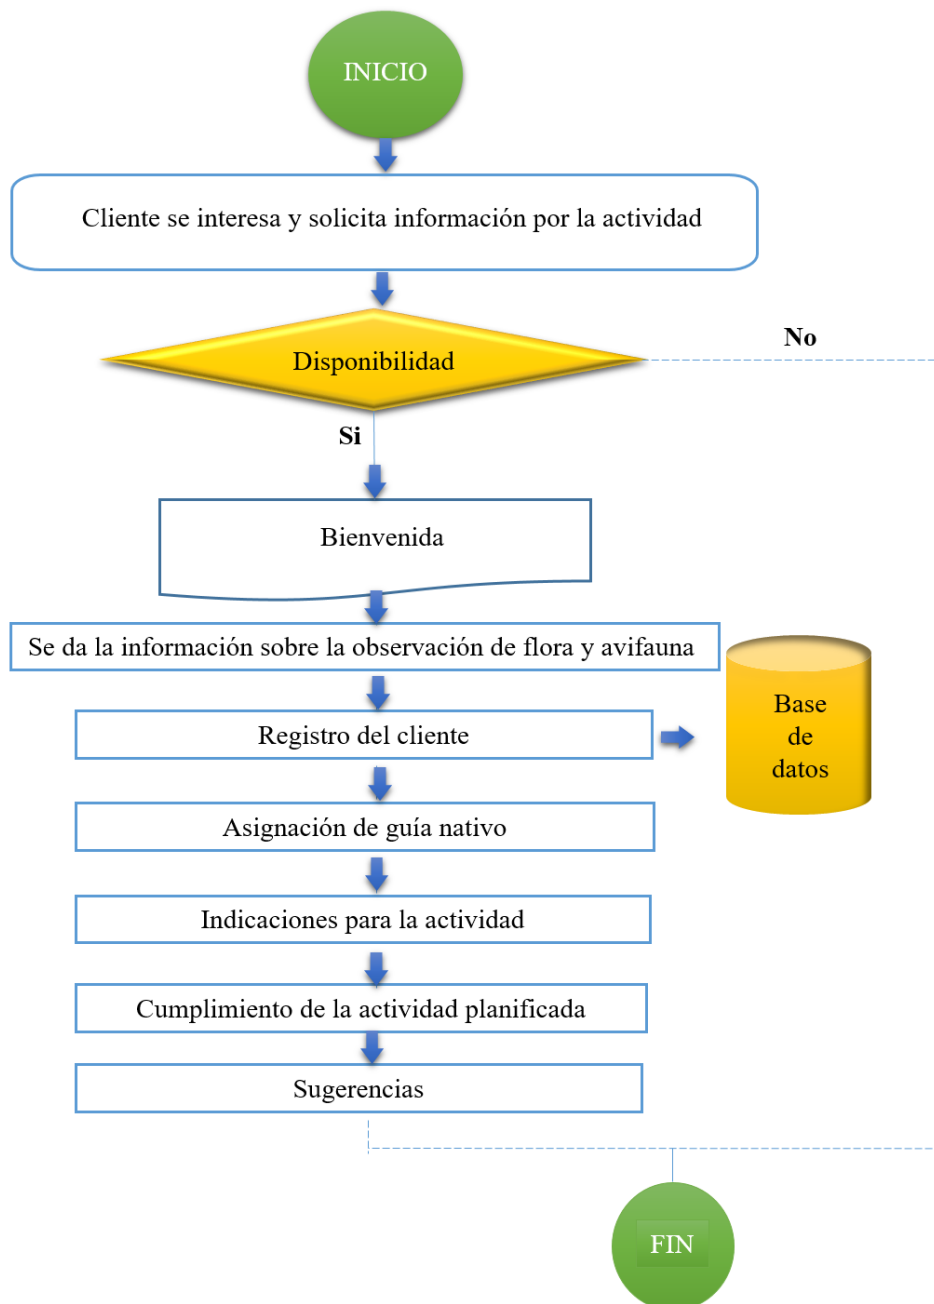 INICIO
Cliente se interesa y solicita información por la actividad
Disponibilidad
No
Si
Bienvenida
Se da la información sobre la observación de flora y avifauna
Registro del cliente
Base
de
datos
Asignación de guía nativo
Indicaciones para la actividad
Cumplimiento de la actividad planificada
Sugerencias
FIN